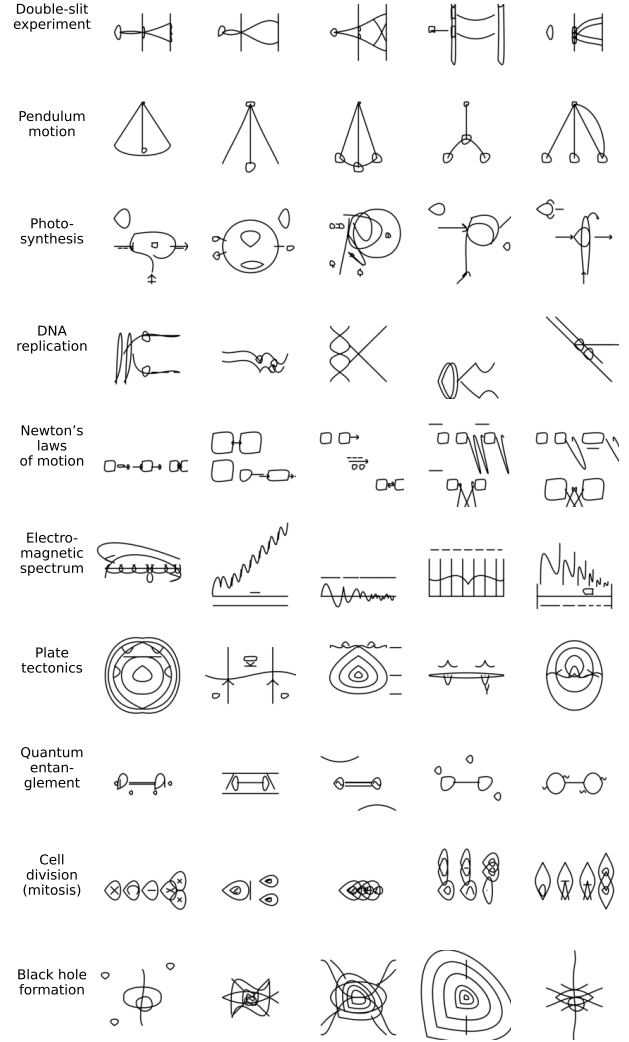 Double-slit
experiment
Pendulum
motion
Photo-
synthesis
DNA
replication
Newton’s
laws
of motion
Electro-
magnetic
spectrum
Plate
tectonics
Quantum
entan-
glement
Cell
division
(mitosis)
Black hole
formation